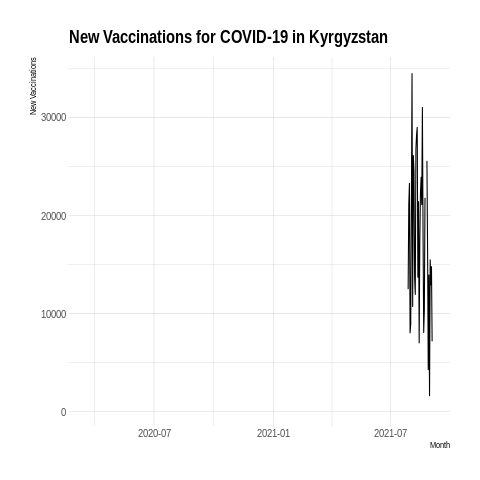 New Vaccinations for COVID-19 in Kyrgyzstan
New Vaccinations
30000
20000
10000
0
2020-07
2021-01
2021-07
Month